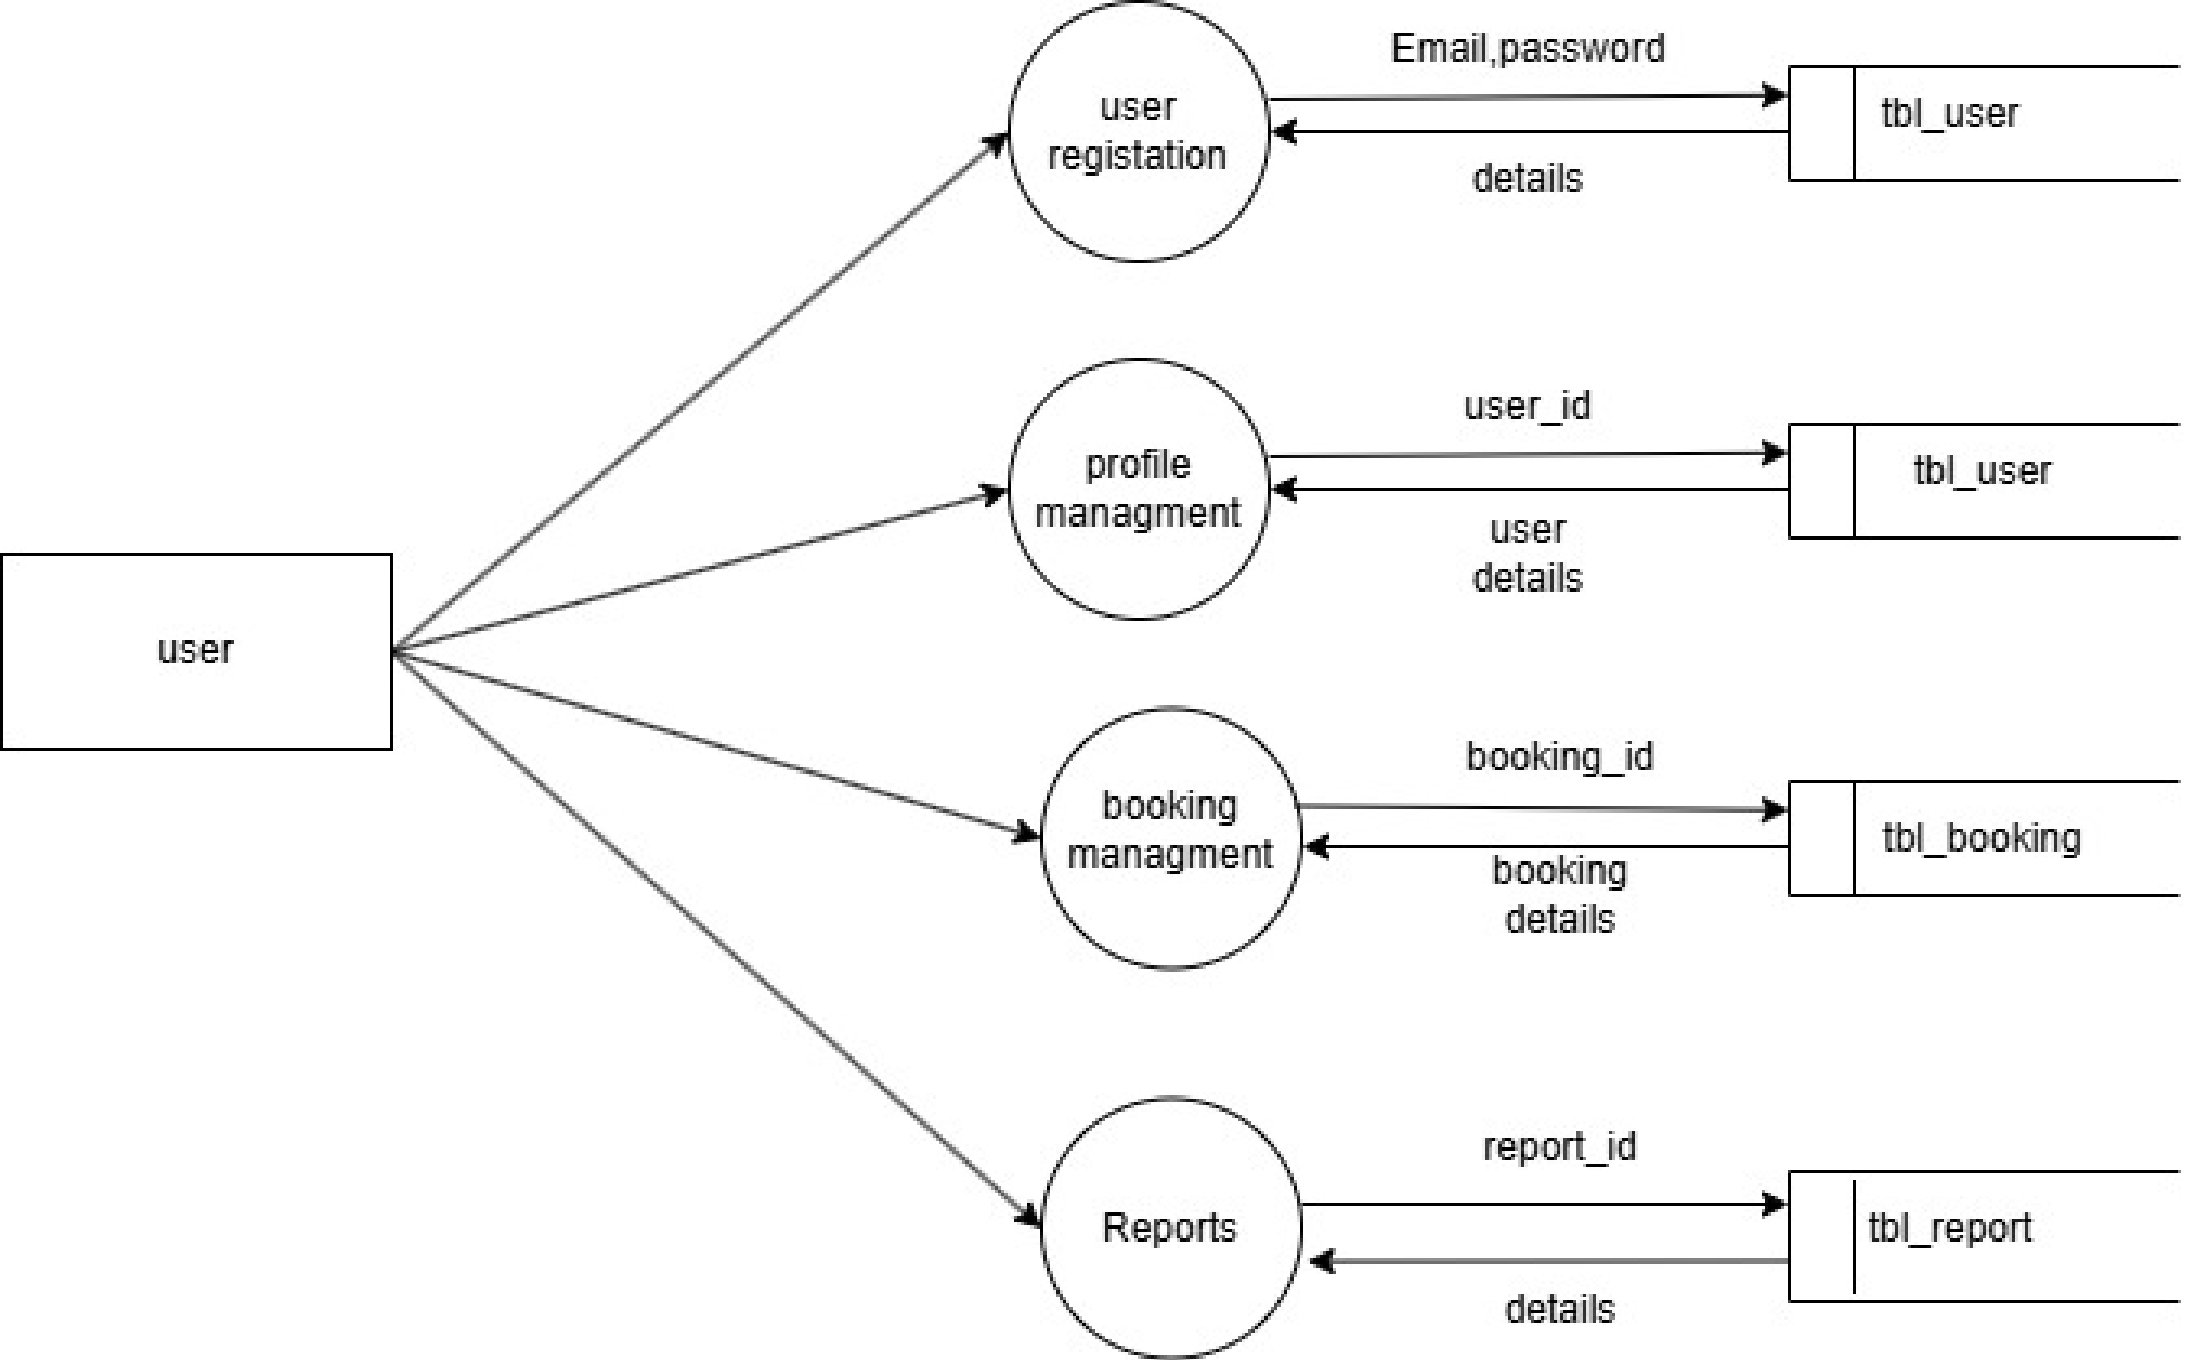 Email,password
user
registation
tbl_user
details
user_id
profile
managment
tbl_user
user
details
user
booking_id
booking
managment
tbl_booking
booking
details
report_id
Reports
tbl_report
details